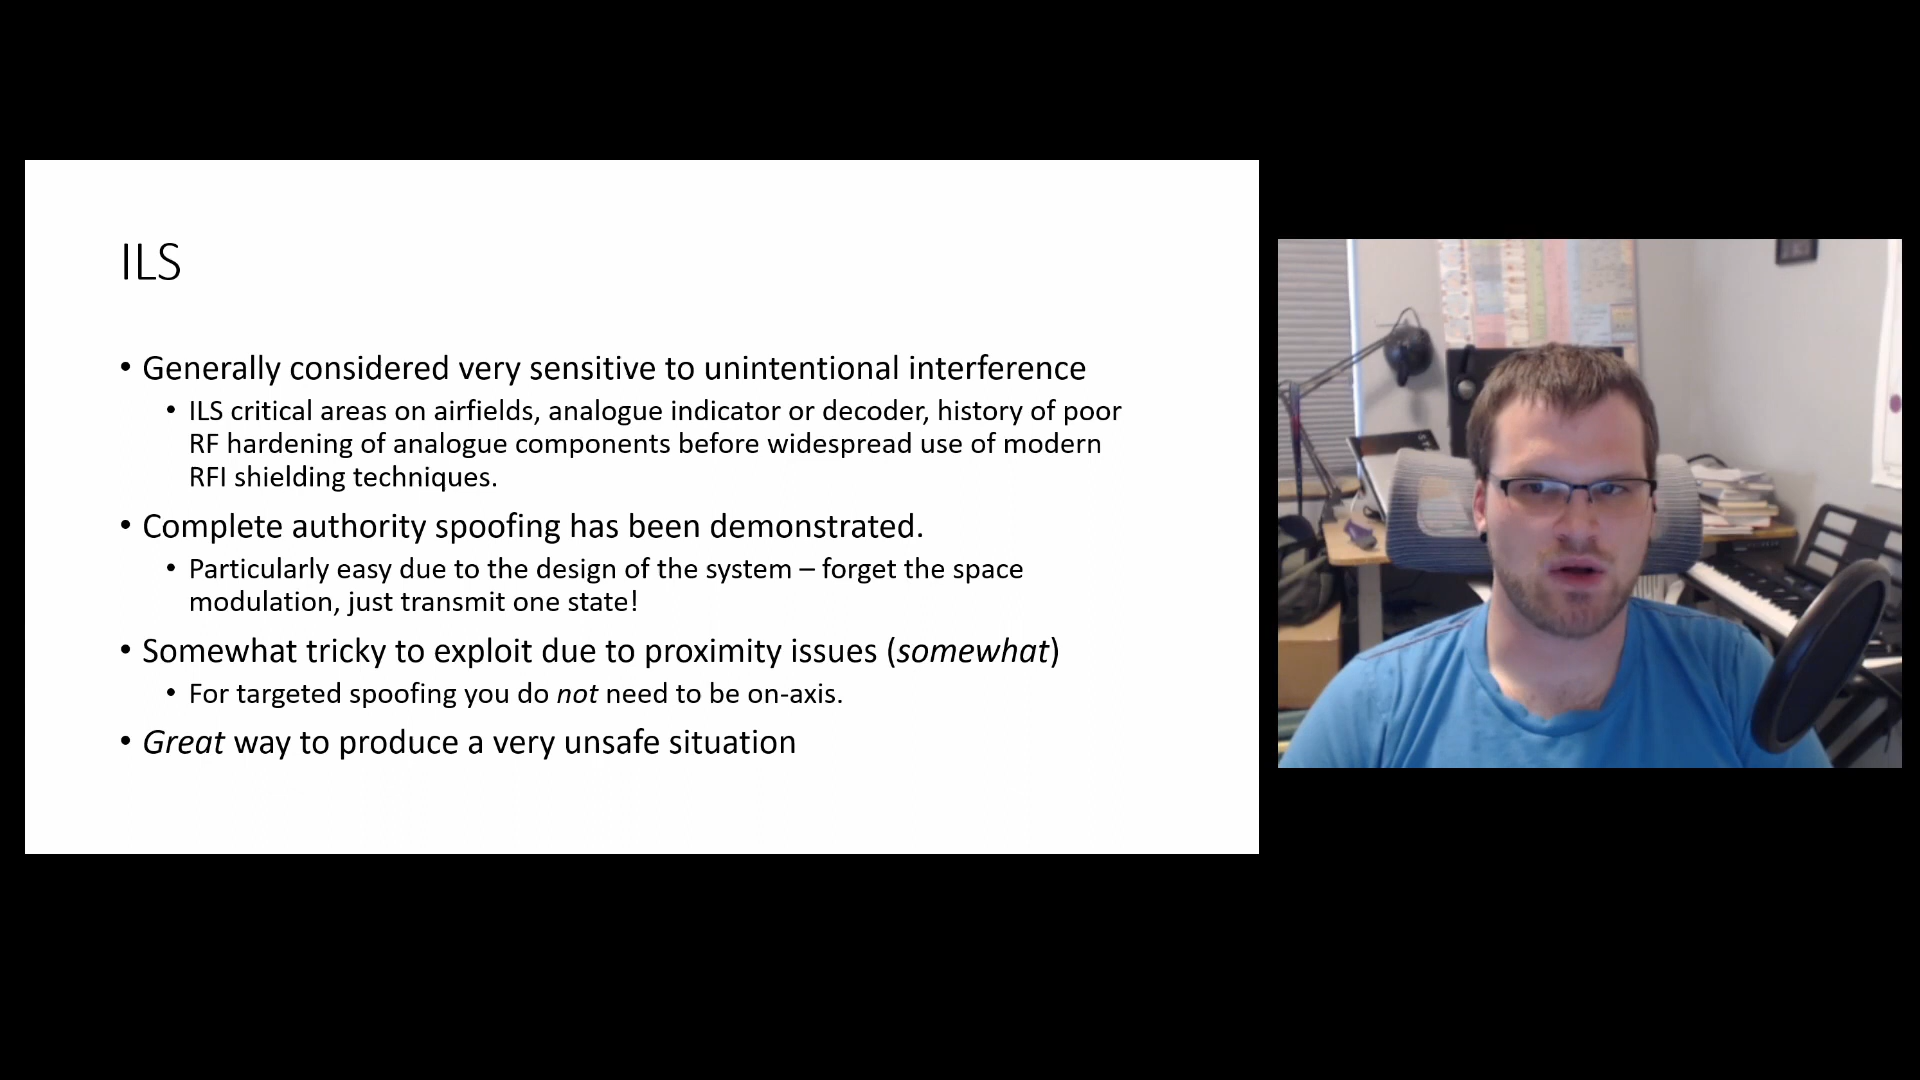 ILS
• Generally considered very sensitive to unintentional interference
• ILS critical areas on airfields, analogue indicator or decoder, history of poor
RF hardening of analogue components before widespread use of modern
RFI shielding techniques.
• Complete authority spoofing has been demonstrated.
• Particularly easy due to the design of the system – forget the space
modulation, just transmit one state!
• Somewhat tricky to exploit due to proximity issues (somewhat)
• For targeted spoofing you do not need to be on-axis.
• Great way to produce a very unsafe situation